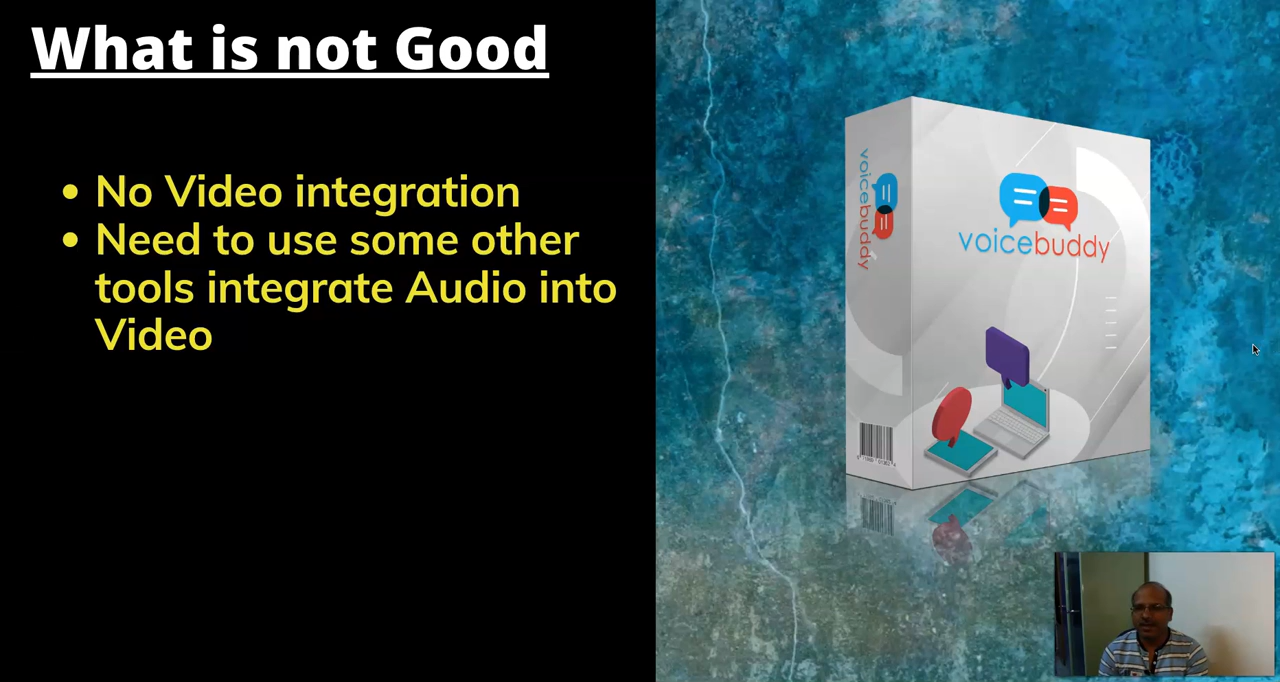 What is not Good
No Video integration
Need to use some other
tools integrate Audio into
Video
voicebuddy
voicebuddy